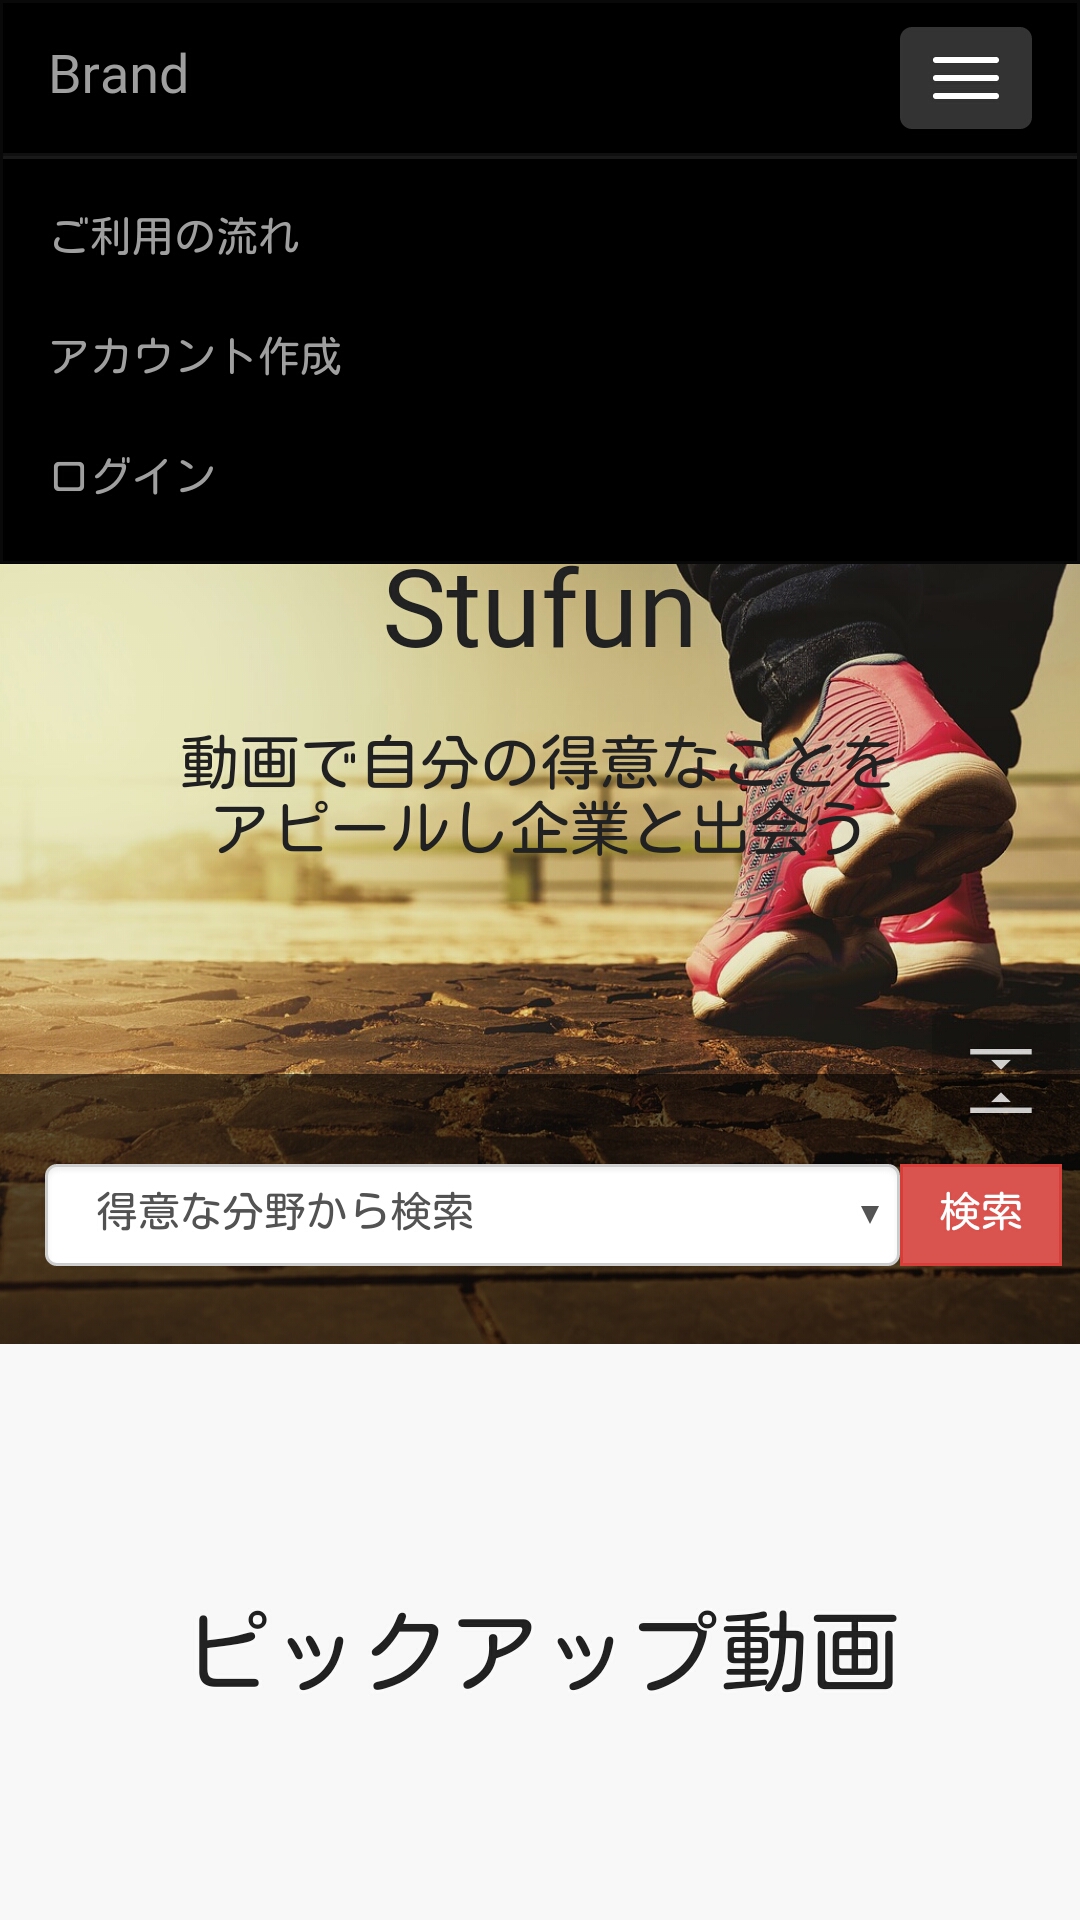 Brand
ご利用の流れ
アカウント作成
ログイン
Stufun
動画で自分の得意なことを
アピールし企業と出会う
得意な分野から検索
検索
ピックアップ動画